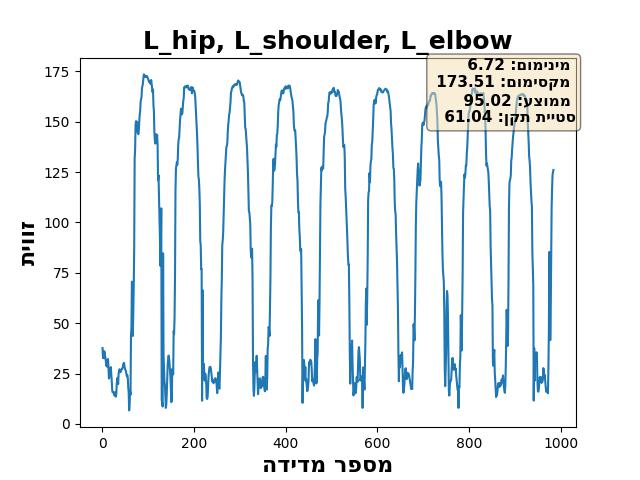 L_hip, L_shoulder, L_elbow
מינימום: 6.72
מקסימום: 173.51
ממוצע: 95.02
סטיית תקן: 61.04
175
150
125
100
75
50
25
0
זווית
0 200 400 600 800 1000
מספר מדידה